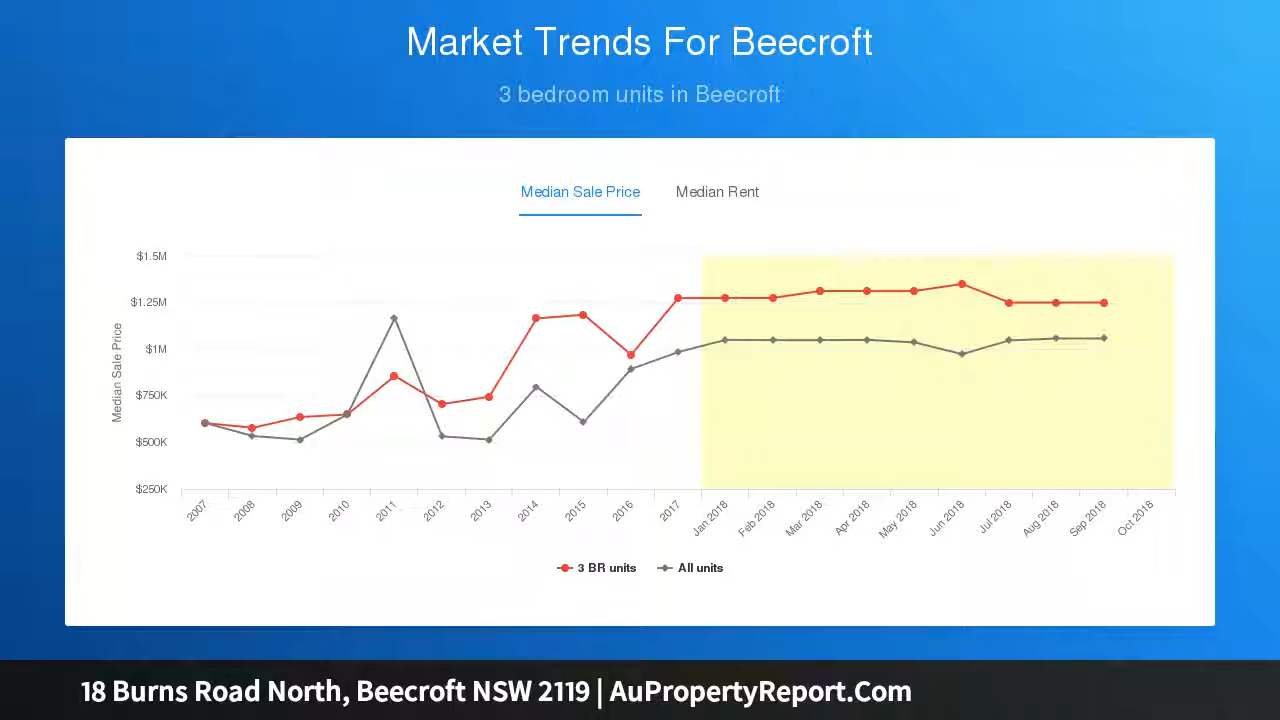 Market Trends For Beecroft
3 bedroom units in Beecroft
Median Sale Price Median Rent
Median Sale Price
$1.5M
$1.25M
$1M
$750K
$500K
$250K
2007 2008 2009 2010 2011 2012 2013 2014 2015 2016 2017 Jan 2018 Feb 2018 Mar 2018 Apr 2018 May 2018 Jun 2018 Jul 2018 Aug 2018 Sep 2018 Oct 2018
3 BR units All units
18 Burns Road North, Beecroft NSW 2119 | AuPropertyReport.Com